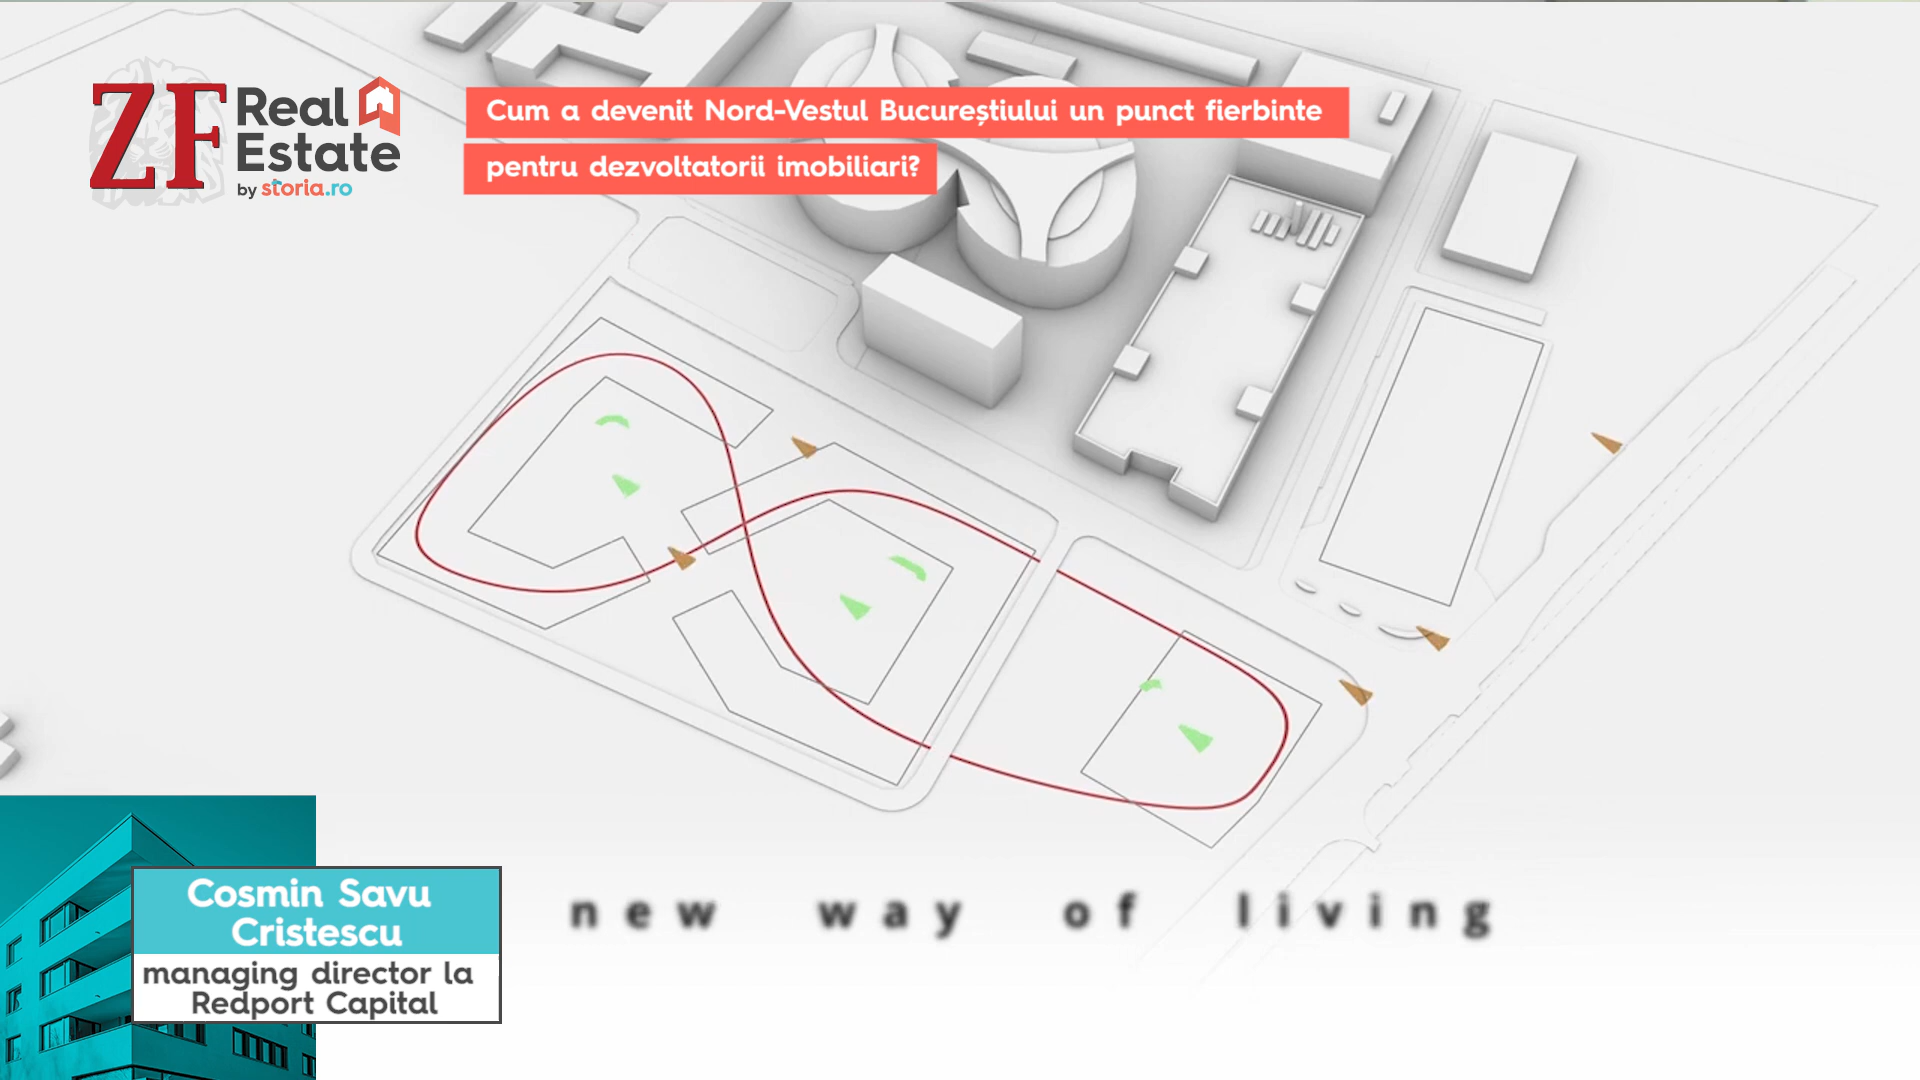 ZF Real
Estate
by storia.ro
Cum a devenit Nord-Vestul Bucureștiului un punct fierbinte
pentru dezvoltatorii imobiliari?
Cosmin Savu
Cristescu
managing director la
Redport Capital
new way of living